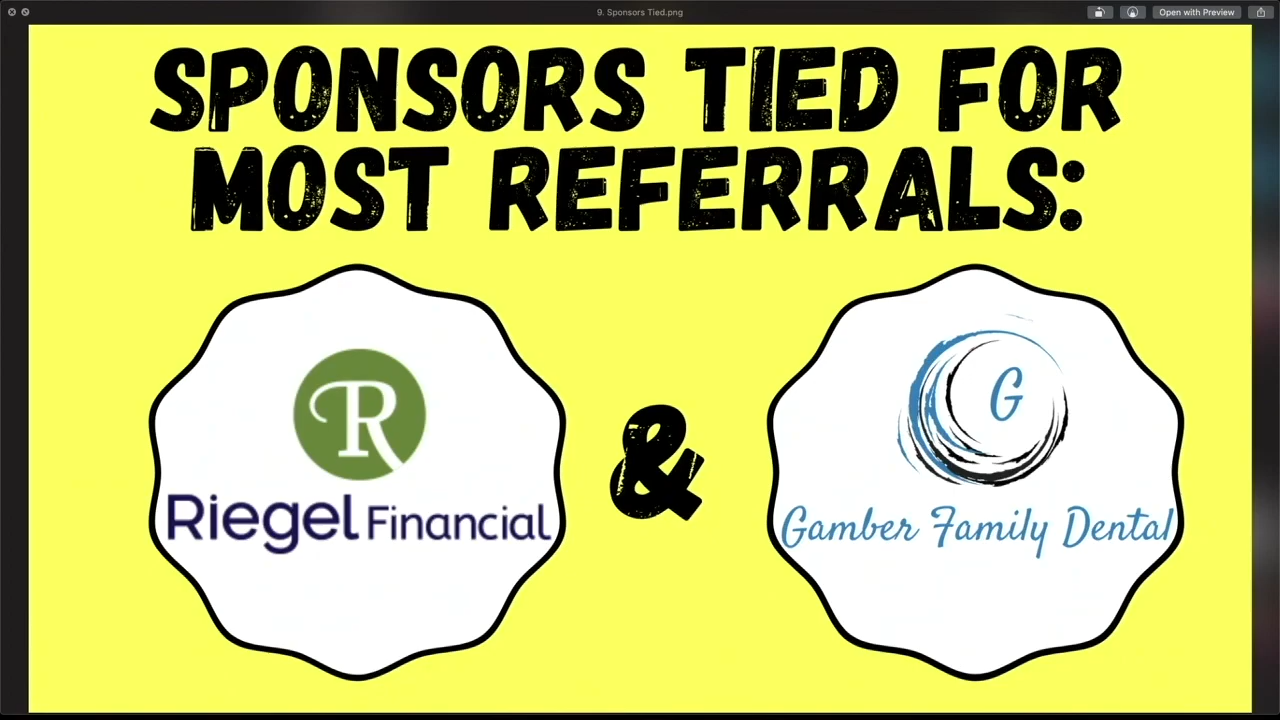 9. Sponsors Tied.png
Open with Preview
SPONSORS TIED FOR
MOST REFERRALS:
R
Riegel Financial
&
G
Gamber Family Dental